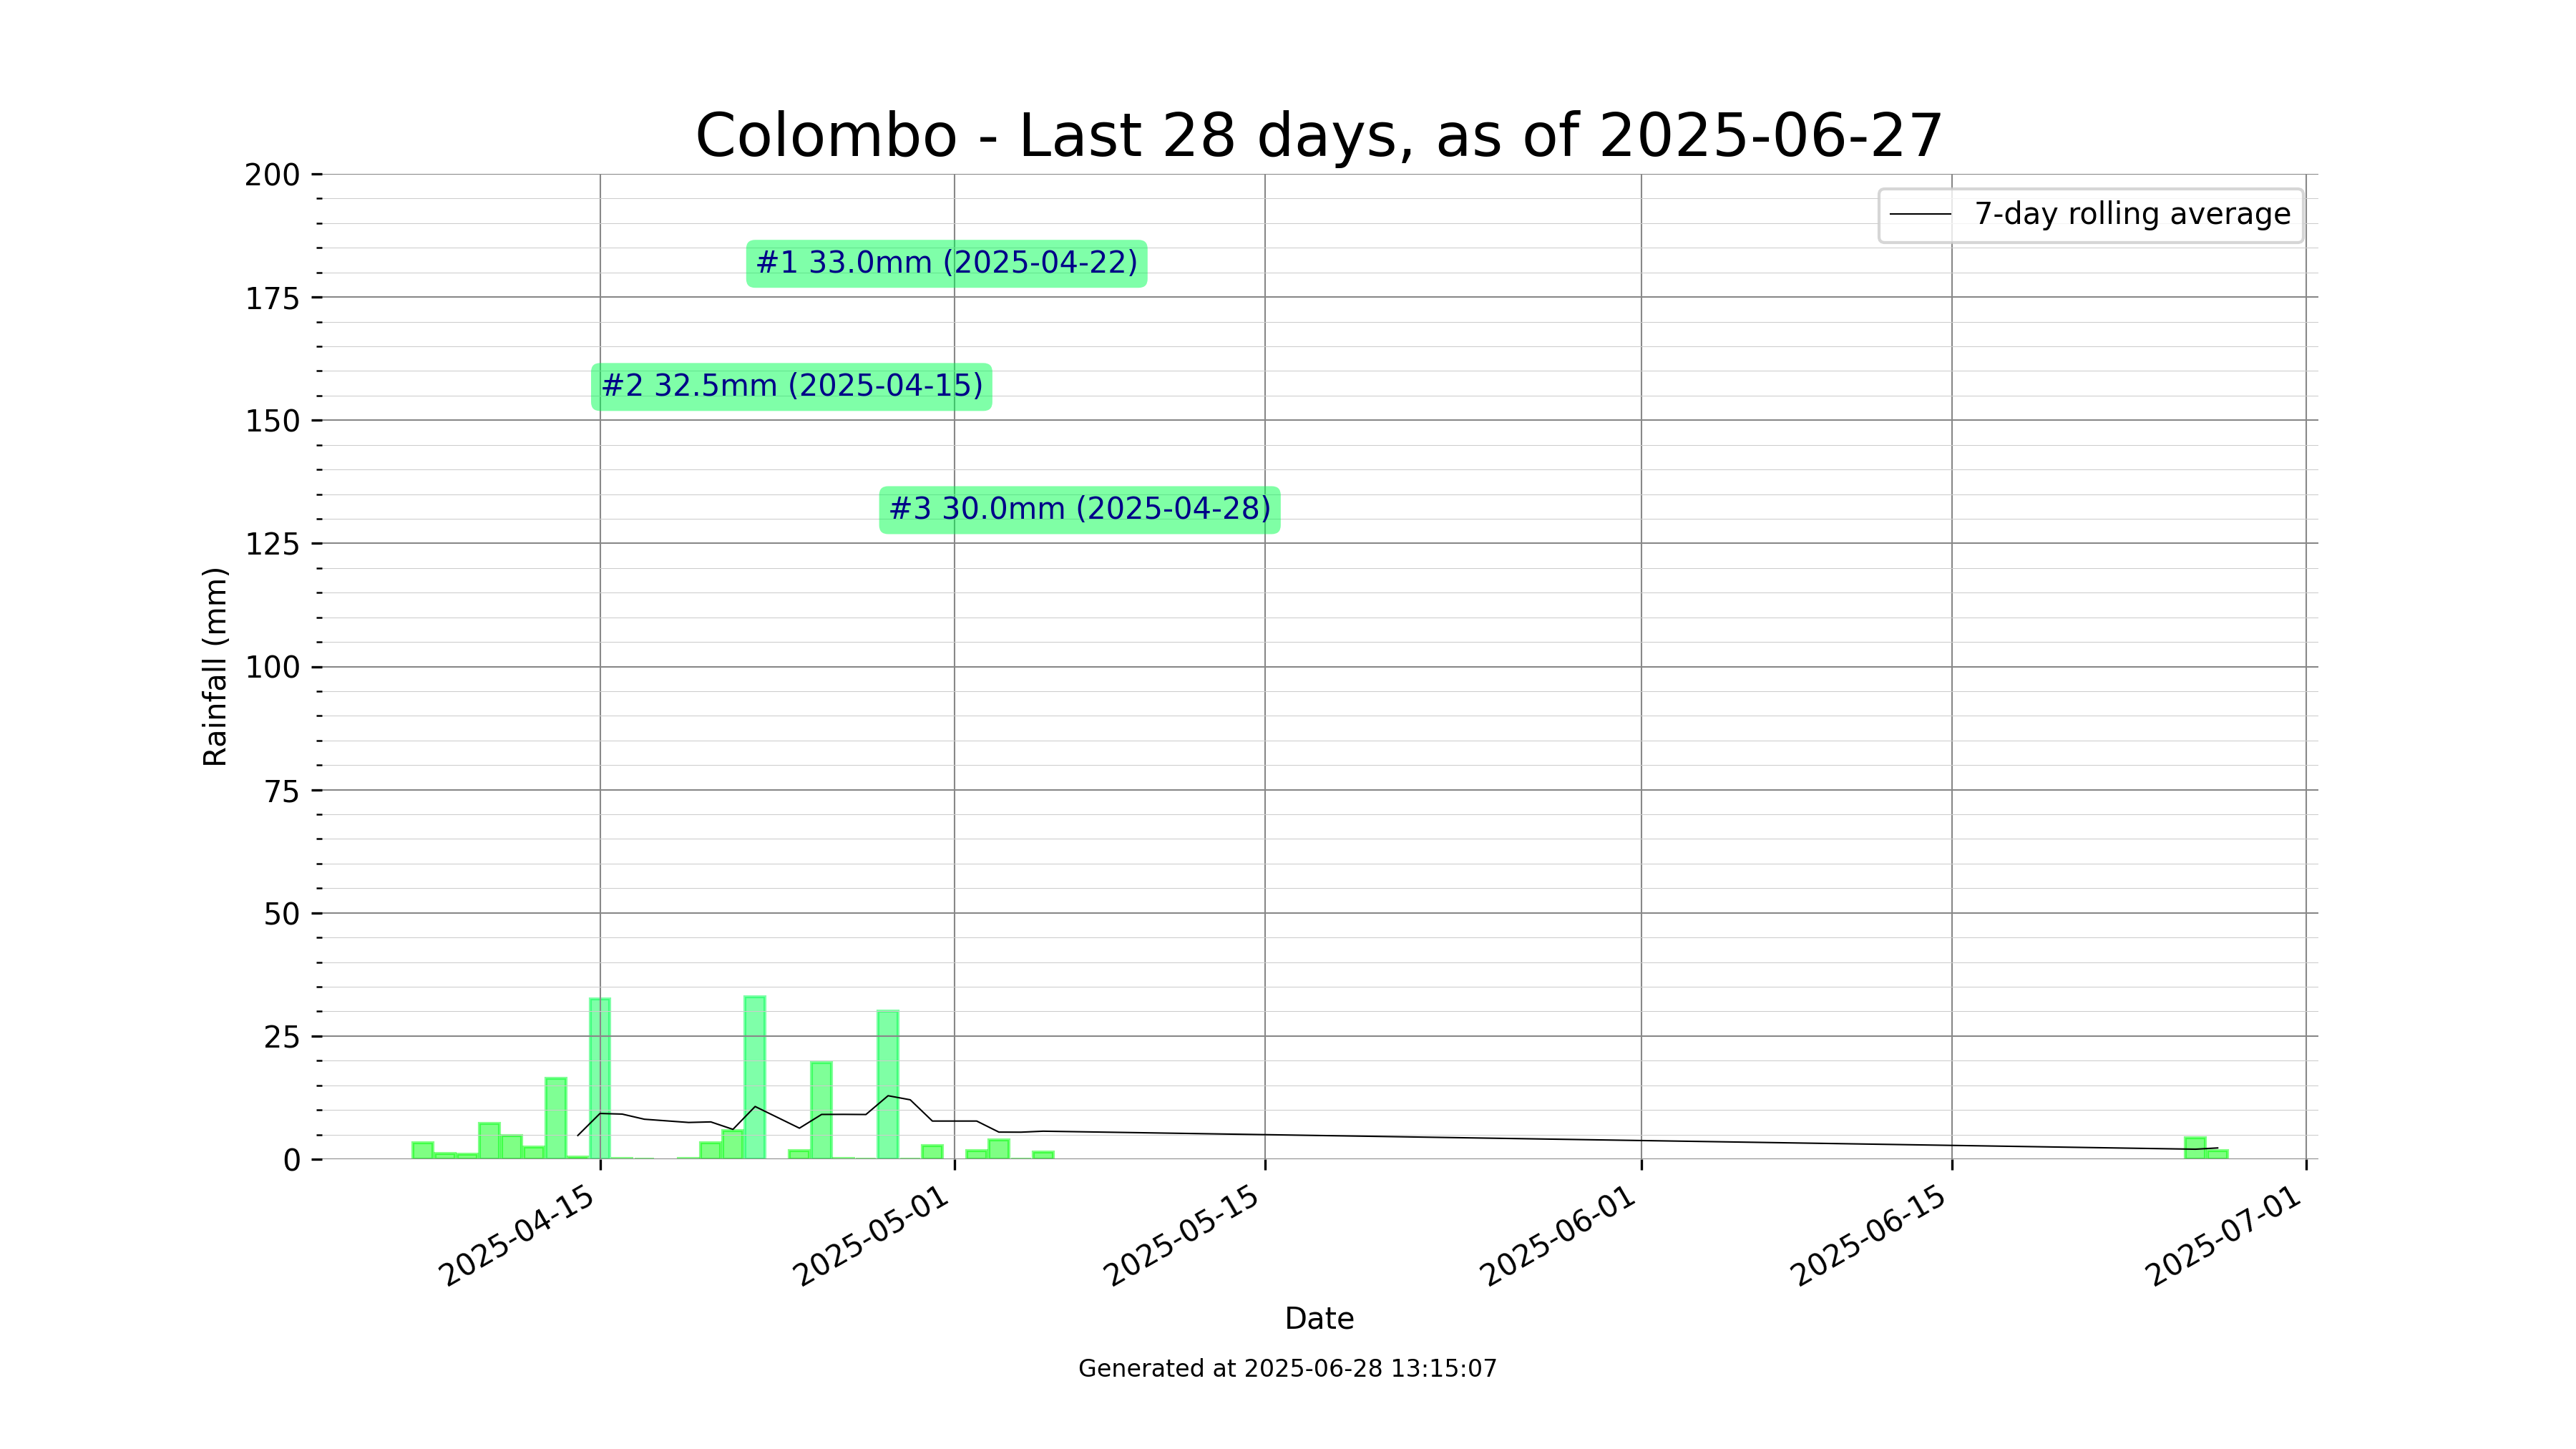 Colombo - Last 28 days, as of 2025-06-27
200
175
150
125
100
75
50
25
0
Rainfall (mm)
7-day rolling average
#1 33.0mm (2025-04-22)
#2 32.5mm (2025-04-15)
#3 30.0mm (2025-04-28)
2025-04-15
2025-05-01
2025-05-15
2025-06-01
2025-06-15
2025-07-01
Date
Generated at 2025-06-28 13:15:07